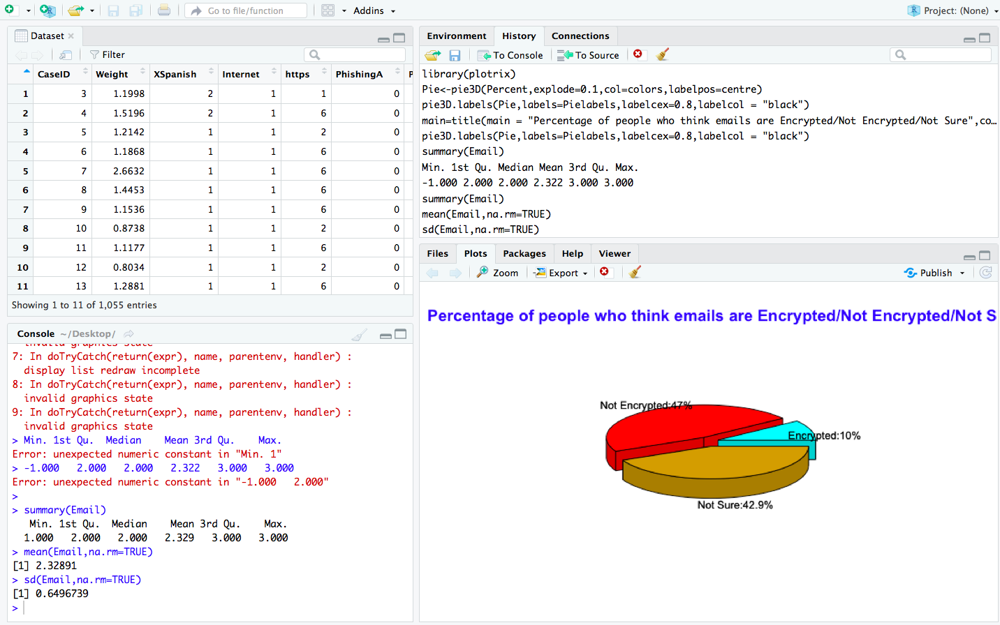 Go to file/function
Addins
Project: (None)
Dataset
Filter
CaseID Weight XSpanish Internet https PhishingA P
1 3 1.1998 2 1 1 0
2 4 1.5196 2 1 6 0
3 5 1.2142 1 1 2 0
4 6 1.1868 1 1 6 0
5 7 2.6632 1 1 6 0
6 8 1.4453 1 1 6 0
7 9 1.1536 1 1 6 0
8 10 0.8738 1 1 2 0
9 11 1.1177 1 1 6 0
10 12 0.8034 1 1 2 0
11 13 1.2881 1 1 6 0
Showing 1 to 11 of 1,055 entries
Console ~/Desktop/
invalid graphics state
7: In doTryCatch(return(expr), name, parentenv, handler) :
display list redraw incomplete
8: In doTryCatch(return(expr), name, parentenv, handler) :
invalid graphics state
9: In doTryCatch(return(expr), name, parentenv, handler) :
invalid graphics state
> Min. 1st Qu.  Median    Mean 3rd Qu.    Max.
Error: unexpected numeric constant in "Min. 1"
> -1.000   2.000   2.000   2.322   3.000   3.000
Error: unexpected numeric constant in "-1.000   2.000"
>
> summary(Email)
Min. 1st Qu.  Median    Mean 3rd Qu.    Max.
1.000   2.000   2.000   2.329   3.000   3.000
> mean(Email,na.rm=TRUE)
[1] 2.32891
> sd(Email,na.rm=TRUE)
[1] 0.6496739
>
Environment History Connections
To Console To Source
library(plotrix)
Pie<-pie3D(Percent,explode=0.1,col=colors,labelpos=centre)
pie3D.labels(Pie,labels=Pielabels,labelcex=0.8,labelcol = "black")
main=title(main = "Percentage of people who think emails are Encrypted/Not Encrypted/Not Sure",co…
pie3D.labels(Pie,labels=Pielabels,labelcex=0.8,labelcol = "black")
summary(Email)
Min. 1st Qu. Median Mean 3rd Qu. Max.
-1.000 2.000 2.000 2.322 3.000 3.000
summary(Email)
mean(Email,na.rm=TRUE)
sd(Email,na.rm=TRUE)
Files Plots Packages Help Viewer
Zoom Export Publish
Percentage of people who think emails are Encrypted/Not Encrypted/Not S
Not Encrypted:47%
Encrypted:10%
Not Sure:42.9%